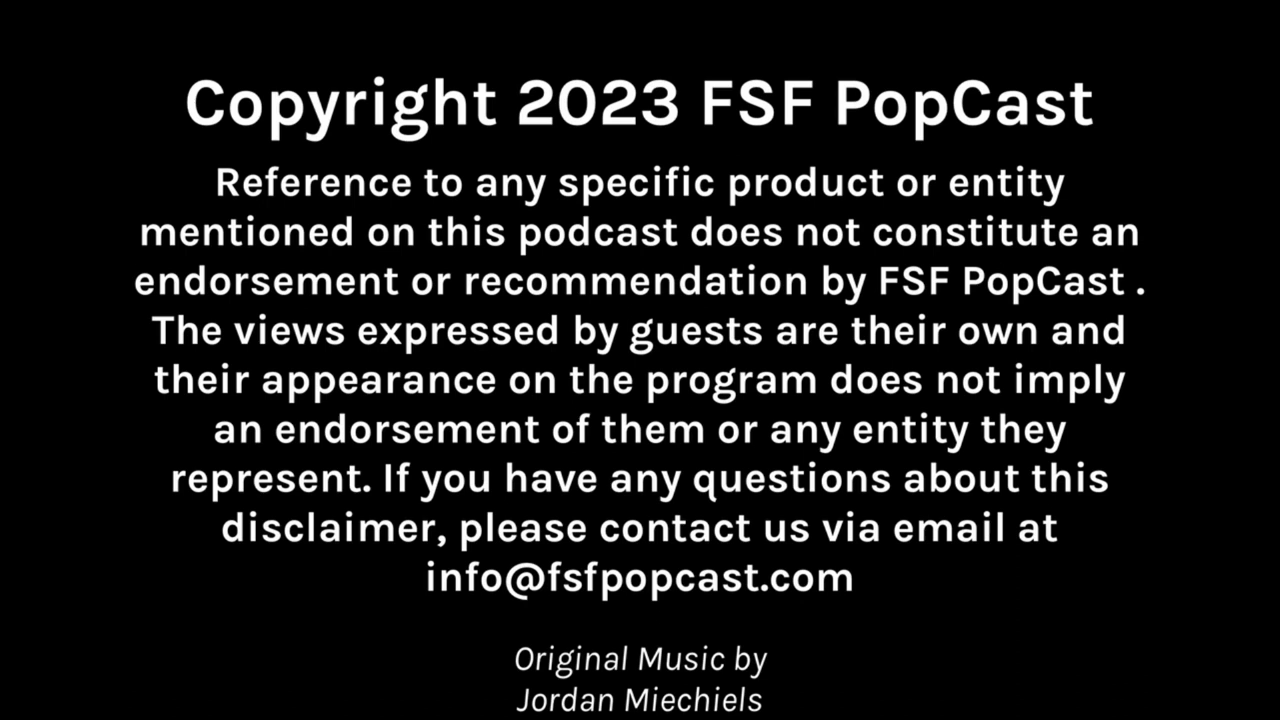 Copyright 2023 FSF PopCast
Reference to any specific product or entity
mentioned on this podcast does not constitute an
endorsement or recommendation by FSF PopCast .
The views expressed by guests are their own and
their appearance on the program does not imply
an endorsement of them or any entity they
represent. If you have any questions about this
disclaimer, please contact us via email at
info@fsfpopcast.com
Original Music by
Jordan Miechiels